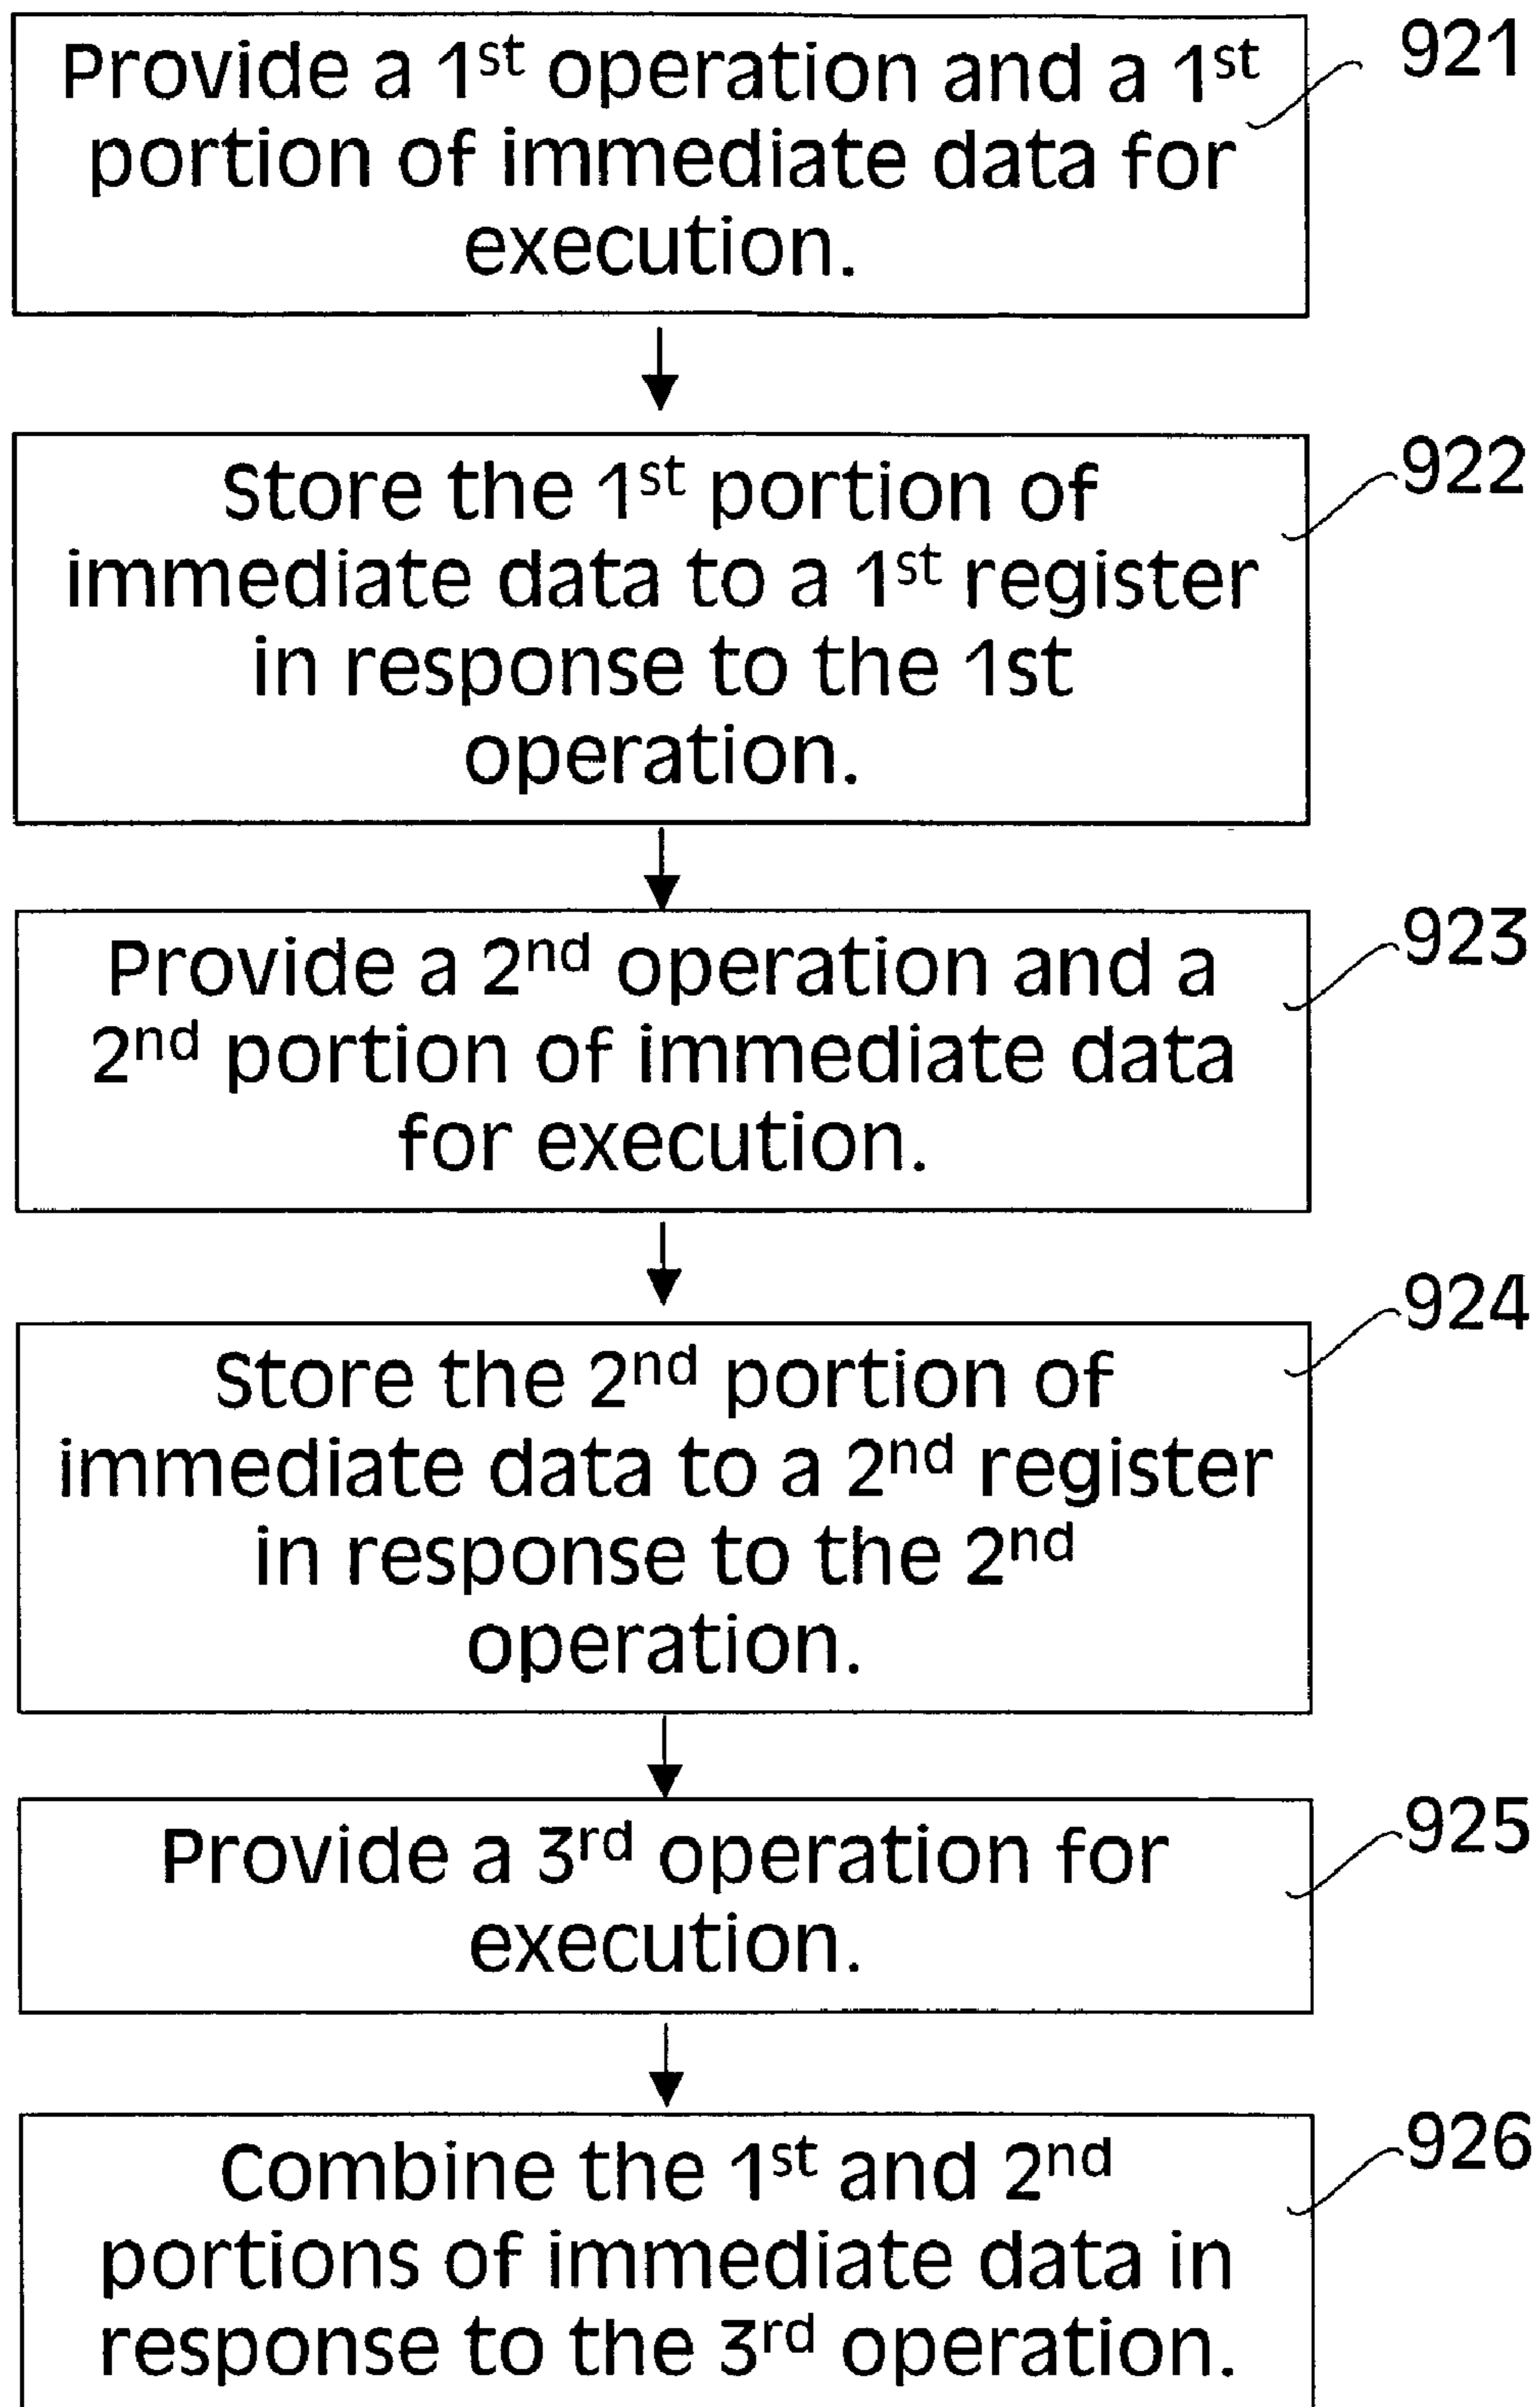 Provide a 1st operation and a 1st
portion of immediate data for
execution.
921
Store the 1st portion of
immediate data to a 1st register
in response to the 1st
operation.
922
Provide a 2nd operation and a
2nd portion of immediate data
for execution.
923
Store the 2nd portion of
immediate data to a 2nd register
in response to the 2nd
operation.
924
Provide a 3rd operation for
execution.
925
Combine the 1st and 2nd
portions of immediate data in
response to the 3rd operation.
926